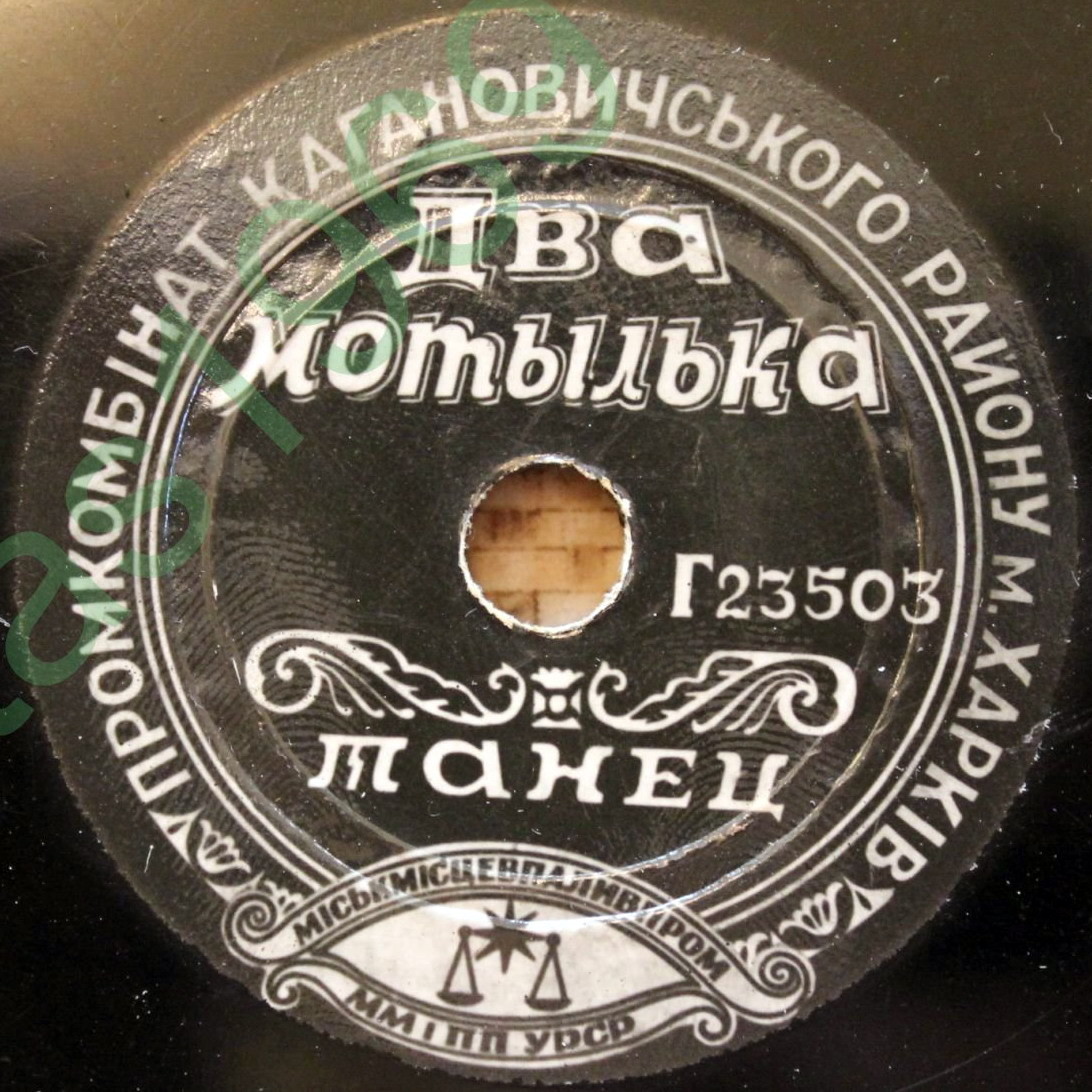 ПРОМКОМБІНАТ КАГАНОВИЧСЬКОГО РАЙОНУ М. ХАРКІВ
Два
мотылька
Г23503
танец
МІСЬКМІСЦЕВПАЛИВПРОМ
ММ і ПП УРСР